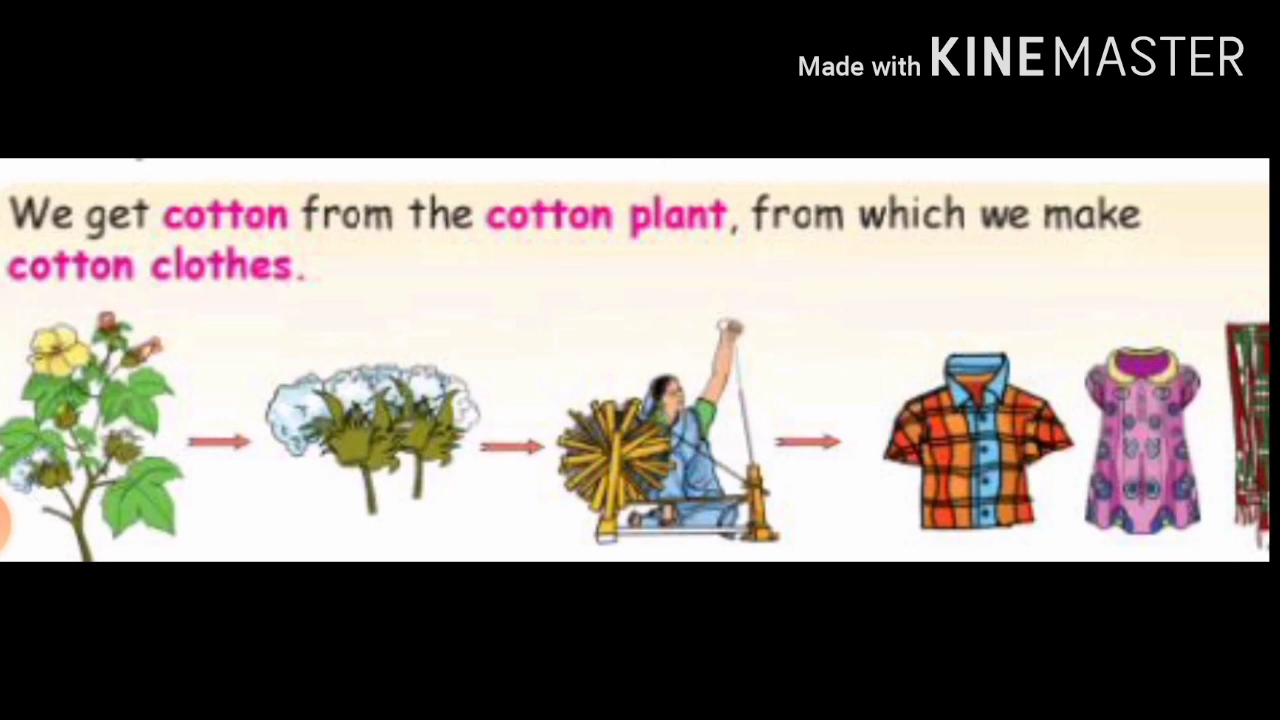 Made with KINEMASTER
We get cotton from the cotton plant, from which we make
cotton clothes.